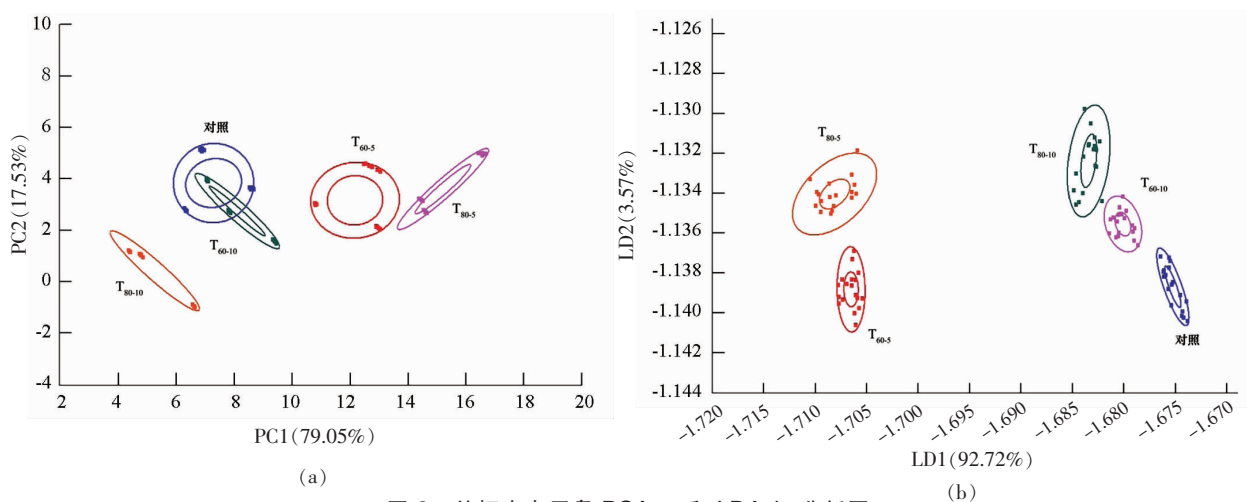 10
8
6
4
2
0
-2
-4
PC2(17.53%)
对照
T60-5
T80-5
T60-10
T80-10
2
4
6
8
10
12
14
16
18
20
PC1(79.05%)
(a)
-1.126
-1.128
-1.130
-1.132
-1.134
-1.136
-1.138
-1.140
-1.142
-1.144
LD2(3.57%)
T80-5
T80-10
T60-10
T60-5
对照
-1.720
-1.715
-1.710
-1.705
-1.700
-1.695
-1.690
-1.685
-1.680
-1.675
-1.670
LD1(92.72%)
(b)